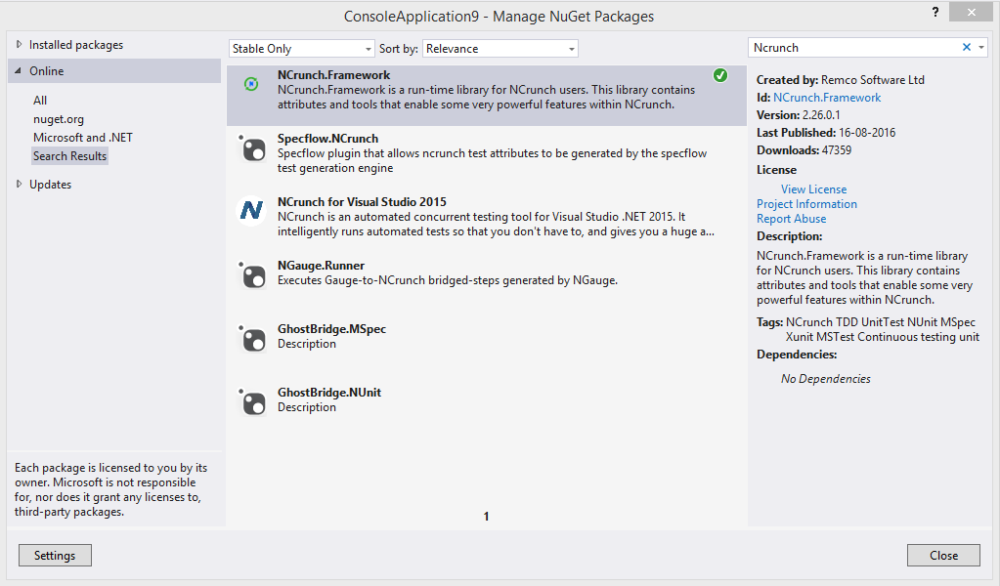 ConsoleApplication9 - Manage NuGet Packages
?
Installed packages
Online
All
nuget.org
Microsoft and .NET
Search Results
Updates
Each package is licensed to you by its
owner. Microsoft is not responsible
for, nor does it grant any licenses to,
third-party packages.
Settings
Stable Only
Sort by:
Relevance
NCrunch.Framework
NCrunch.Framework is a run-time library for NCrunch users. This library contains
attributes and tools that enable some very powerful features within NCrunch.
Specflow.NCrunch
Specflow plugin that allows ncrunch test attributes to be generated by the specflow
test generation engine
NCrunch for Visual Studio 2015
NCrunch is an automated concurrent testing tool for Visual Studio .NET 2015. It
intelligently runs automated tests so that you don't have to, and gives you a huge a...
NGauge.Runner
Executes Gauge-to-NCrunch bridged-steps generated by NGauge.
GhostBridge.MSpec
Description
GhostBridge.NUnit
Description
1
Ncrunch
Created by: Remco Software Ltd
Id: NCrunch.Framework
Version: 2.26.0.1
Last Published: 16-08-2016
Downloads: 47359
License
View License
Project Information
Report Abuse
Description:
NCrunch.Framework is a run-time library
for NCrunch users. This library contains
attributes and tools that enable some very
powerful features within NCrunch.
Tags: NCrunch TDD UnitTest NUnit MSpec
Xunit MSTest Continuous testing unit
Dependencies:
No Dependencies
Close